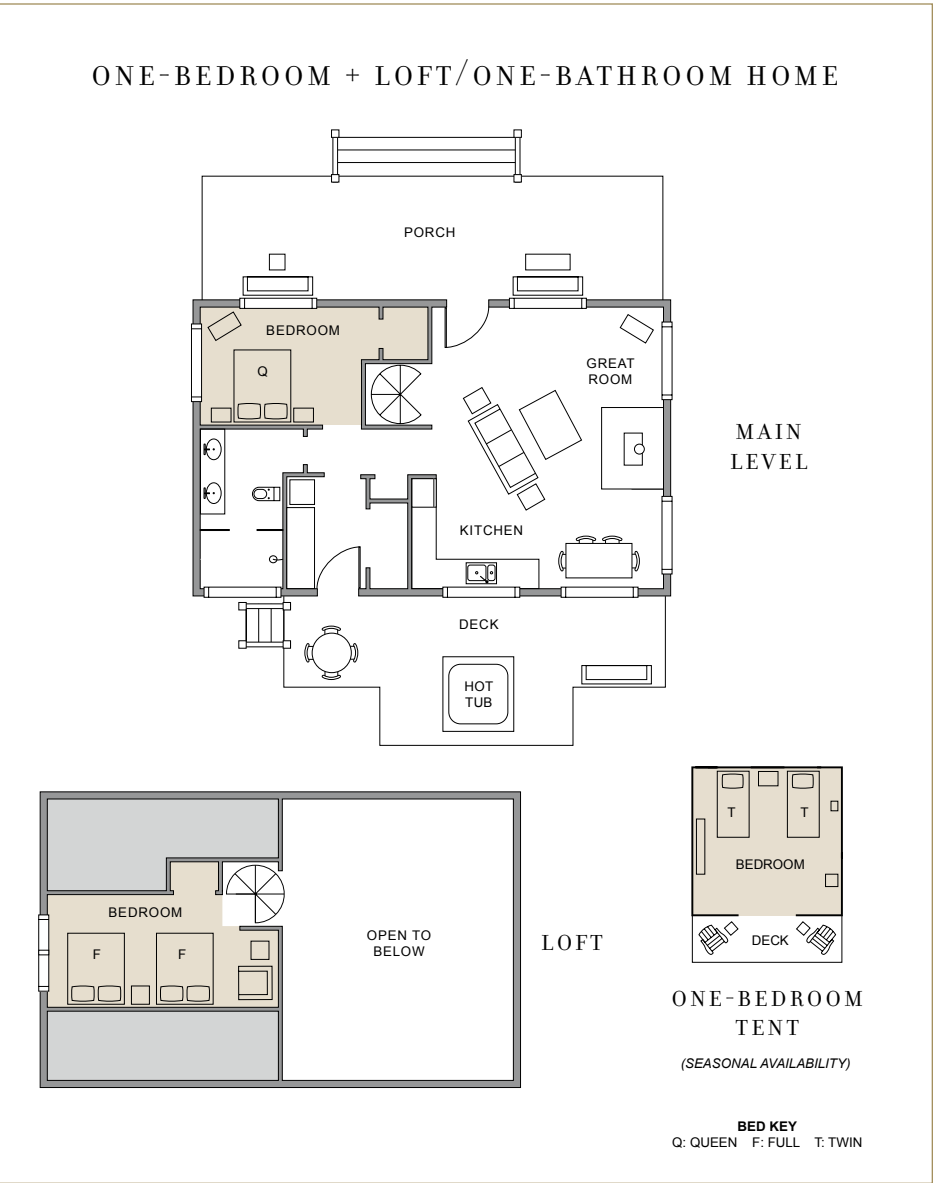 ONE-BEDROOM + LOFT/ONE-BATHROOM HOME
PORCH
BEDROOM
Q
GREAT
ROOM
MAIN
LEVEL
KITCHEN
DECK
HOT
TUB
T
T
BEDROOM
DECK
BEDROOM
F
F
OPEN TO
BELOW
LOFT
ONE-BEDROOM
TENT
(SEASONAL AVAILABILITY)
BED KEY
Q: QUEEN F: FULL T: TWIN